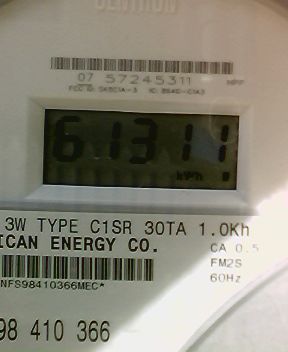 CENTRON
07 57245311
61311
kWh
3W TYPE C1SR 30TA 1.0Kh
ICAN ENERGY CO.
CA 0.5
FM2S
60Hz
NFS98410366MEC*
98 410 366